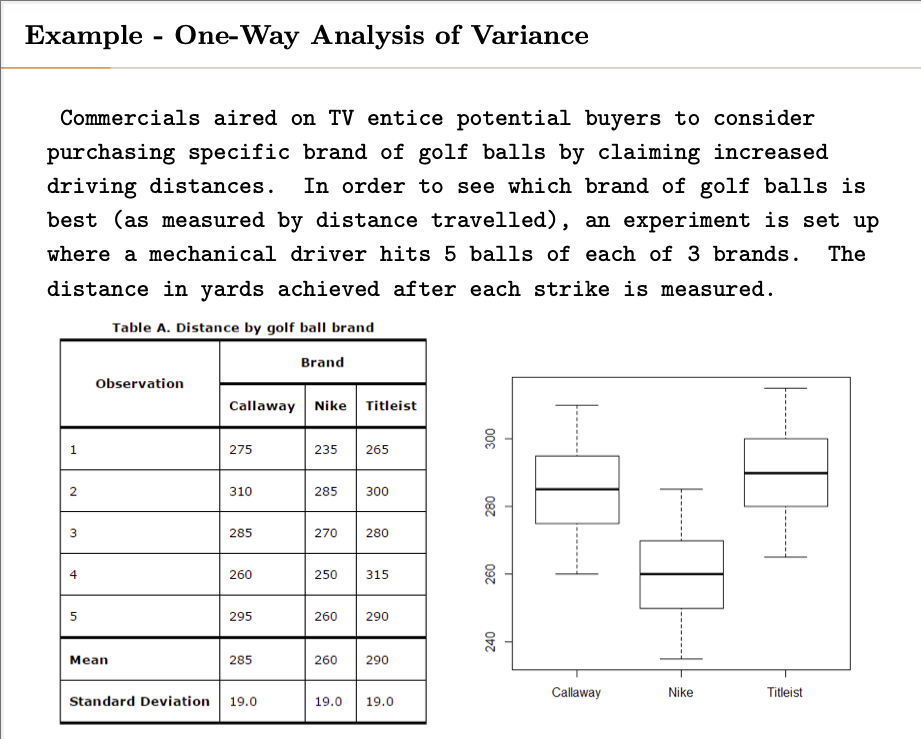 Example - One-Way Analysis of Variance
Commercials aired on TV entice potential buyers to consider
purchasing specific brand of golf balls by claiming increased
driving distances. In order to see which brand of golf balls is
best (as measured by distance travelled), an experiment is set up
where a mechanical driver hits 5 balls of each of 3 brands. The
distance in yards achieved after each strike is measured.
Table A. Distance by golf ball brand
Observation Brand
Callaway Nike Titleist
1 275 235 265
2 310 285 300
3 285 270 280
4 260 250 315
5 295 260 290
Mean 285 260 290
Standard Deviation 19.0 19.0 19.0
300
280
260
240
Callaway Nike Titleist